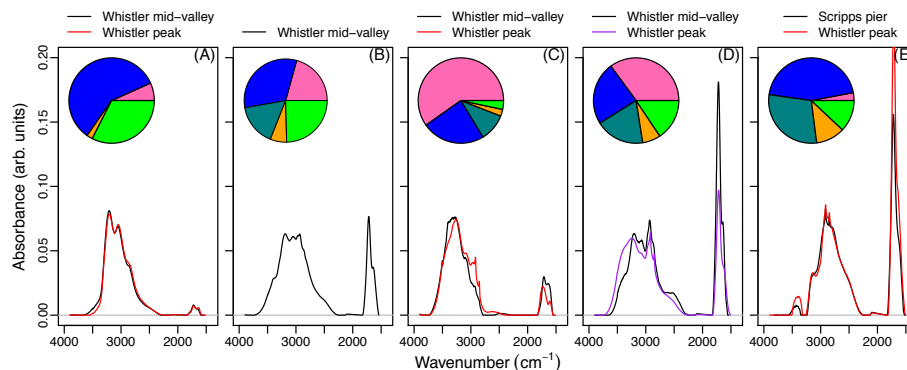 Whistler mid−valley
Whistler peak
Whistler mid−valley
Whistler mid−valley
Whistler peak
Whistler mid−valley
Whistler peak
Scripps pier
Whistler peak
(A)
(B)
(C)
(D)
(E)
Absorbance (arb. units)
0.20
0.15
0.10
0.05
0.00
4000 3000 2000
4000 3000 2000
4000 3000 2000
4000 3000 2000
4000 3000 2000
Wavenumber (cm−1)